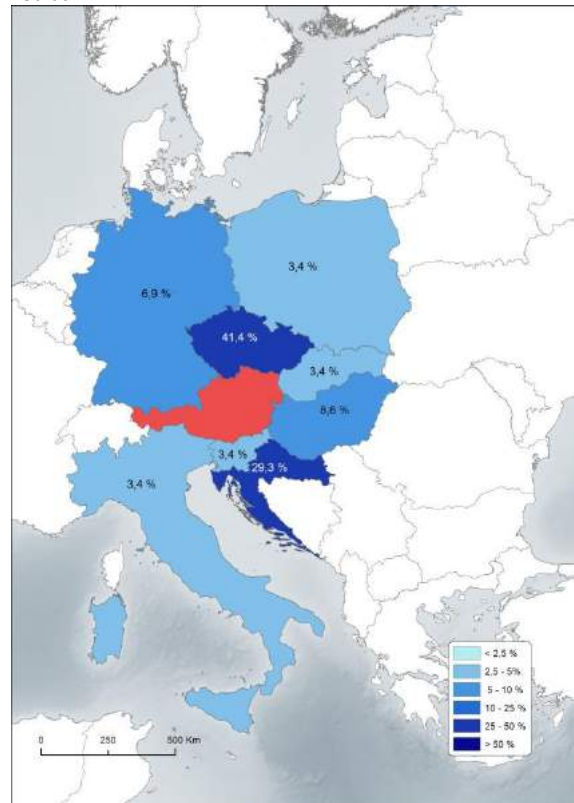 6,9 %
3,4 %
41,4 %
3,4 %
8,6 %
3,4 %
29,3 %
3,4 %
< 2,5 %
2,5 - 5%
5 - 10 %
10 - 25 %
25 - 50 %
> 50 %
0 250 500 Km